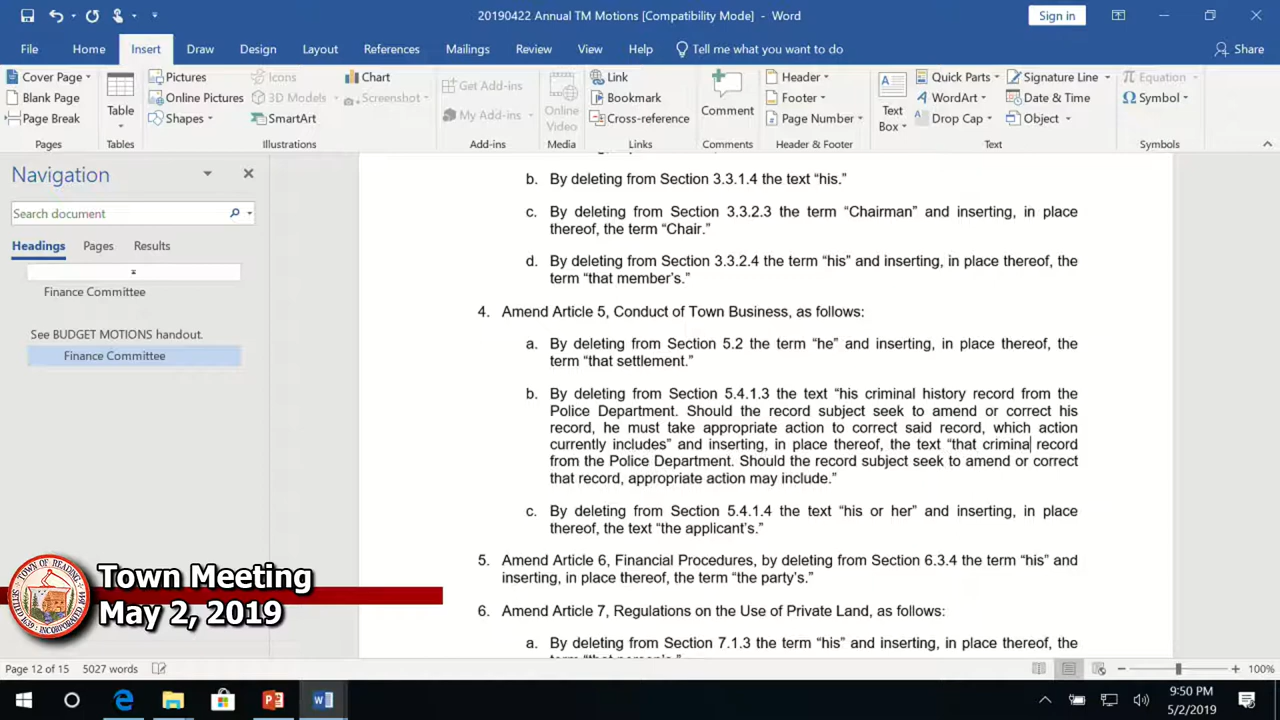 20190422 Annual TM Motions [Compatibility Mode] - Word
Sign in
File Home Insert Draw Design Layout References Mailings Review View Help Tell me what you want to do Share
Cover Page
Blank Page
Page Break
Pages
Table
Tables
Pictures
Online Pictures
Shapes
Icons
3D Models
SmartArt
Chart
Screenshot
Illustrations
Get Add-ins
My Add-ins
Add-ins
Online
Video
Media
Link
Bookmark
Cross-reference
Links
Comment
Comments
Header
Footer
Page Number
Header & Footer
Text
Box
Quick Parts
WordArt
Drop Cap
Signature Line
Date & Time
Object
Text
Equation
Symbol
Symbols
Navigation
Search document
Headings Pages Results
Finance Committee
See BUDGET MOTIONS handout.
Finance Committee
b. By deleting from Section 3.3.1.4 the text “his.”
c. By deleting from Section 3.3.2.3 the term “Chairman” and inserting, in place
thereof, the term “Chair.”
d. By deleting from Section 3.3.2.4 the term “his” and inserting, in place thereof, the
term “that member’s.”
4. Amend Article 5, Conduct of Town Business, as follows:
a. By deleting from Section 5.2 the term “he” and inserting, in place thereof, the
term “that settlement.”
b. By deleting from Section 5.4.1.3 the text “his criminal history record from the
Police Department. Should the record subject seek to amend or correct his
record, he must take appropriate action to correct said record, which action
currently includes” and inserting, in place thereof, the text “that crimina record
from the Police Department. Should the record subject seek to amend or correct
that record, appropriate action may include.”
c. By deleting from Section 5.4.1.4 the text “his or her” and inserting, in place
thereof, the text “the applicant’s.”
5. Amend Article 6, Financial Procedures, by deleting from Section 6.3.4 the term “his” and
inserting, in place thereof, the term “the party’s.”
6. Amend Article 7, Regulations on the Use of Private Land, as follows:
a. By deleting from Section 7.1.3 the term “his” and inserting, in place thereof, the
term “that person’s.”
Town Meeting
May 2, 2019
Page 12 of 15 5027 words
100%
9:50 PM
5/2/2019